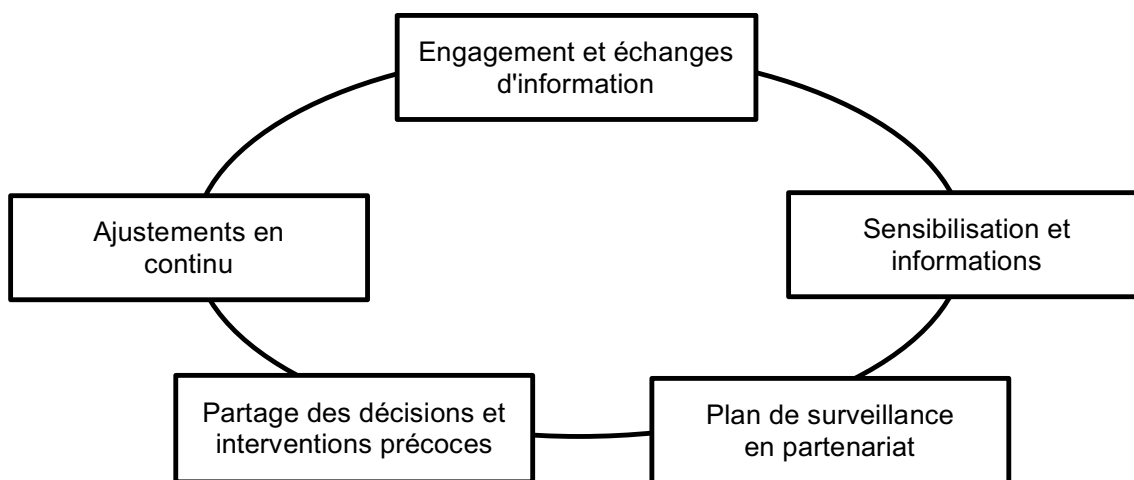 Engagement et échanges
d'information
Sensibilisation et
informations
Plan de surveillance
en partenariat
Partage des décisions et
interventions précoces
Ajustements en
continu